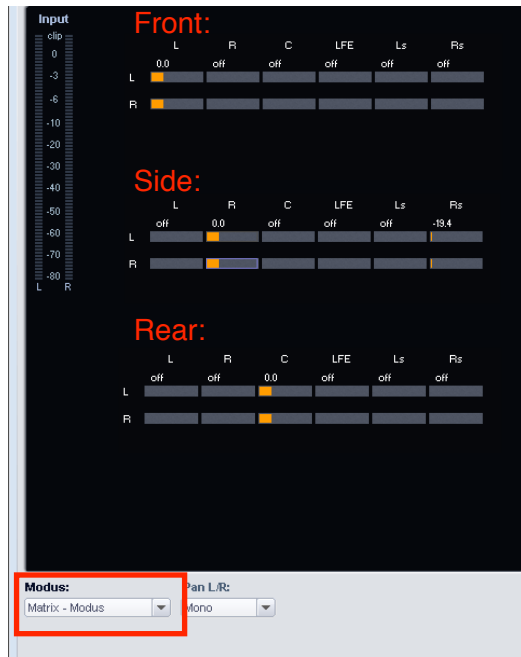 Input
clip
0
-3
-6
-10
-20
-30
-40
-50
-60
-70
-80
L R
Front:
L R C LFE Ls Rs
0.0 off off off off off
L
R
Side:
L R C LFE Ls Rs
off 0.0 off off off -19.4
L
R
Rear:
L R C LFE Ls Rs
off off 0.0 off off off
L
R
Modus: Pan L/R:
Matrix - Modus Mono